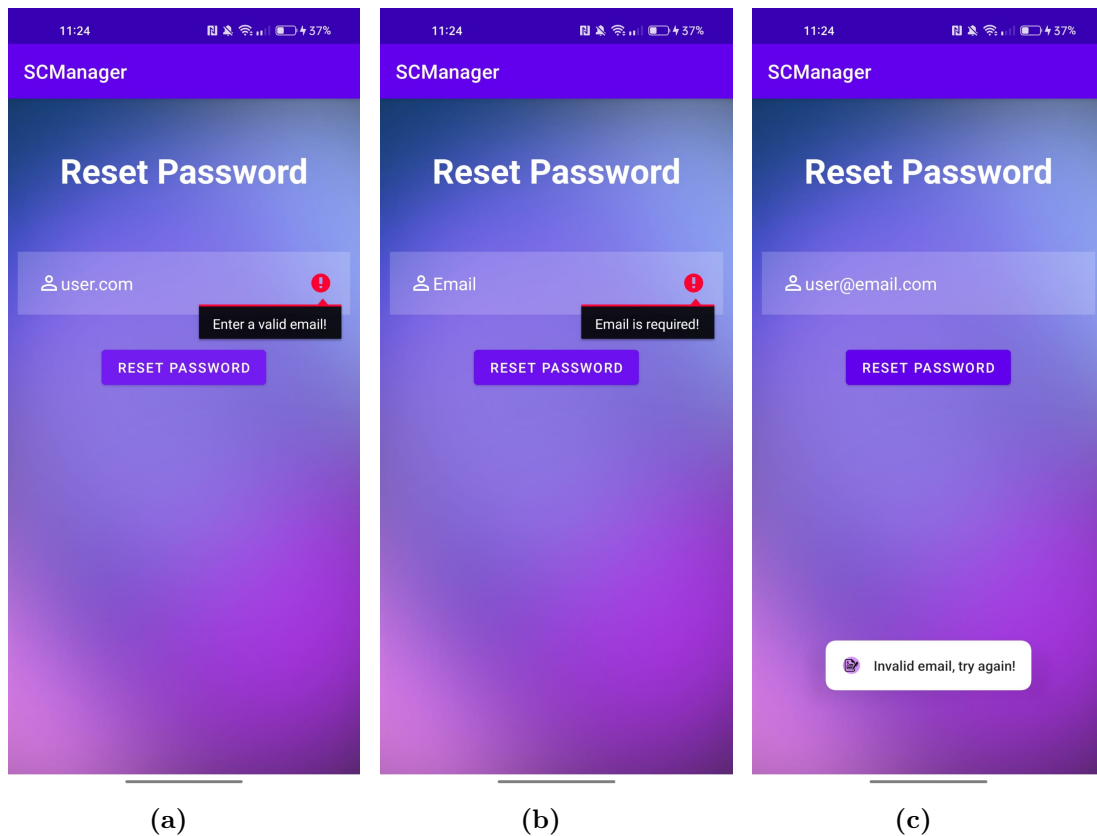 11:24 37%
SCManager
Reset Password
user.com
Enter a valid email!
RESET PASSWORD
(a)
11:24 37%
SCManager
Reset Password
Email
Email is required!
RESET PASSWORD
(b)
11:24 37%
SCManager
Reset Password
user@email.com
RESET PASSWORD
Invalid email, try again!
(c)